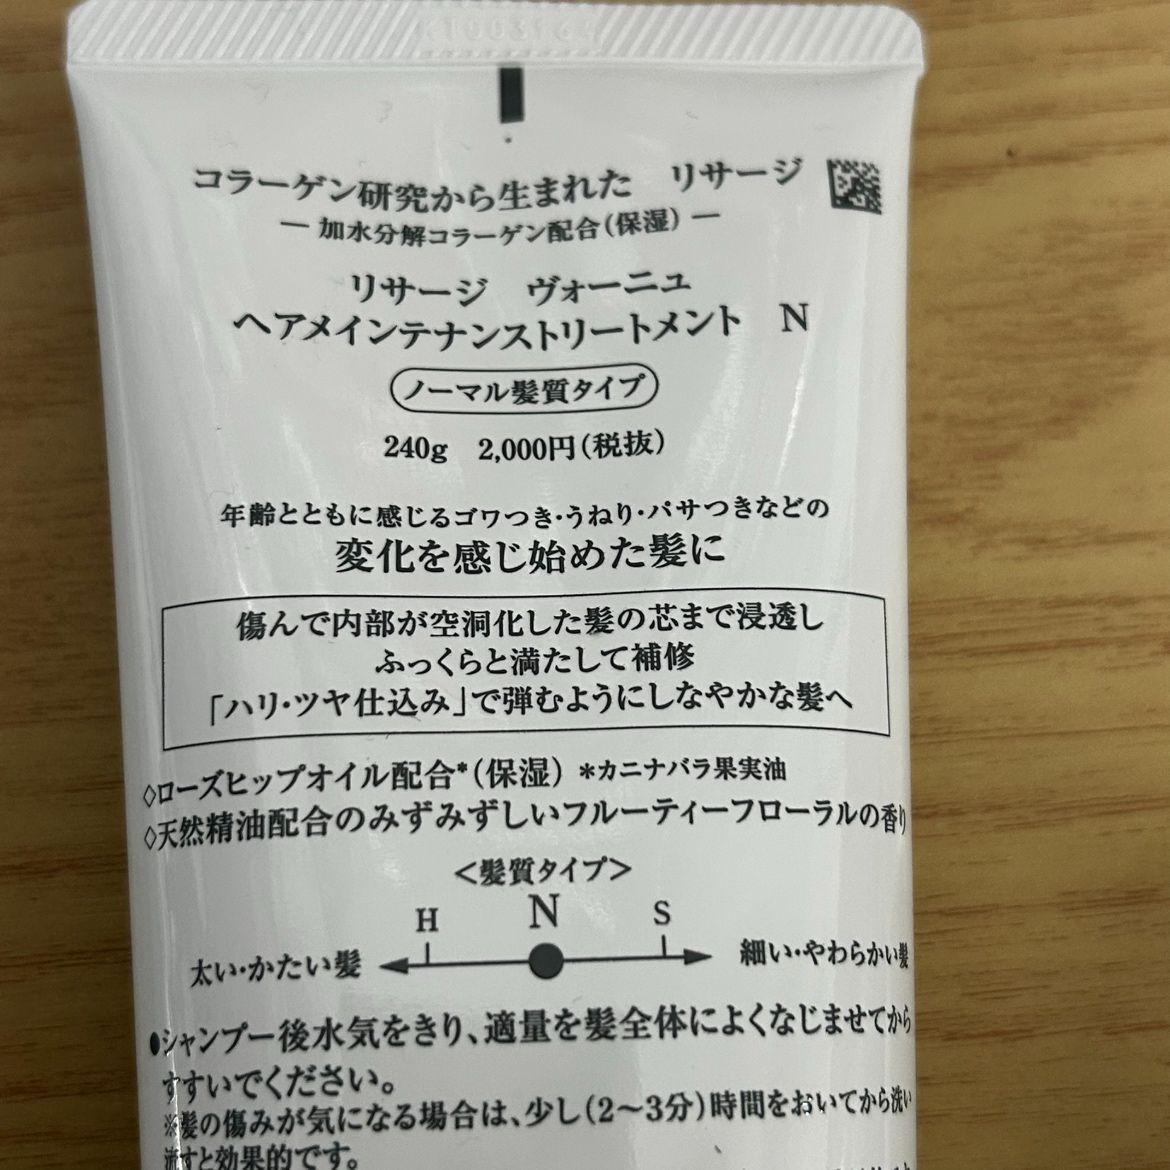 コラーゲン研究から生まれた リサージ
― 加水分解コラーゲン配合(保湿) ―
リサージ ヴォーニュ
ヘアメインテナンストリートメント N
ノーマル髪質タイプ
240g 2,000円(税抜)
年齢とともに感じるゴワつき・うねり・パサつきなどの
変化を感じ始めた髪に
傷んで内部が空洞化した髪の芯まで浸透し
ふっくらと満たして補修
「ハリ・ツヤ仕込み」で弾むようにしなやかな髪へ
◇ローズヒップオイル配合*(保湿) *カニナバラ果実油
◇天然精油配合のみずみずしいフルーティーフローラルの香り
<髪質タイプ>
H N S
太い・かたい髪 細い・やわらかい髪
●シャンプー後水気をきり、適量を髪全体によくなじませてから
すすいでください。
※髪の傷みが気になる場合は、少し(2〜3分)時間をおいてから洗い
流すと効果的です。